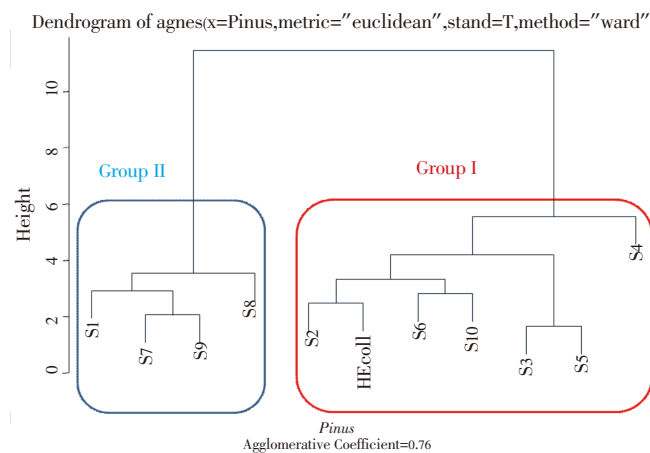 Dendrogram of agnes(x=Pinus,metric="euclidean",stand=T,method="ward"
Group II
Group I
Height
0
2
4
6
8
10
S1
S7
S9
S8
S2
HEcoll
S6
S10
S3
S5
S4
Pinus
Agglomerative Coefficient=0.76